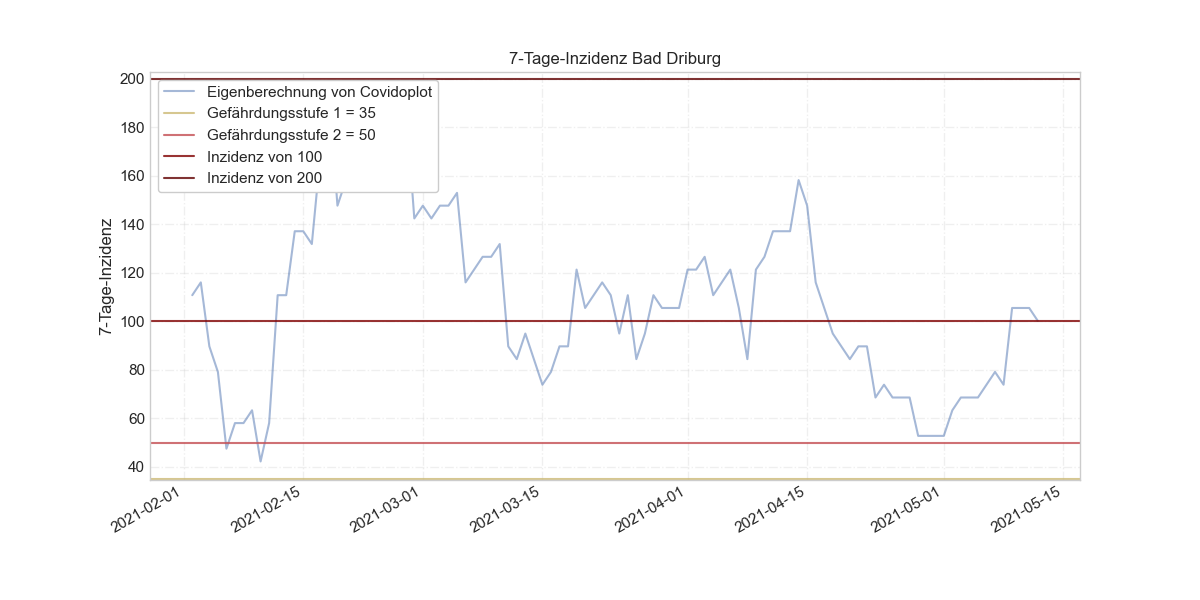 7-Tage-Inzidenz Bad Driburg
7-Tage-Inzidenz
200
180
160
140
120
100
80
60
40
Eigenberechnung von Covidoplot
Gefährdungsstufe 1 = 35
Gefährdungsstufe 2 = 50
Inzidenz von 100
Inzidenz von 200
2021-02-01
2021-02-15
2021-03-01
2021-03-15
2021-04-01
2021-04-15
2021-05-01
2021-05-15